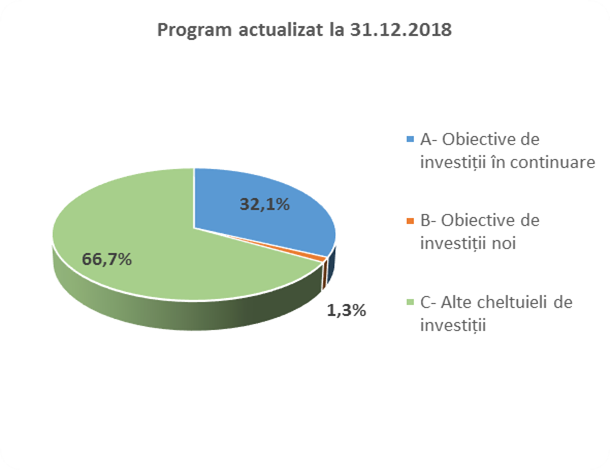 Program actualizat la 31.12.2018
32,1%
66,7%
1,3%
A- Obiective de
investiții în continuare
B- Obiective de
investiții noi
C- Alte cheltuieli de
investiții